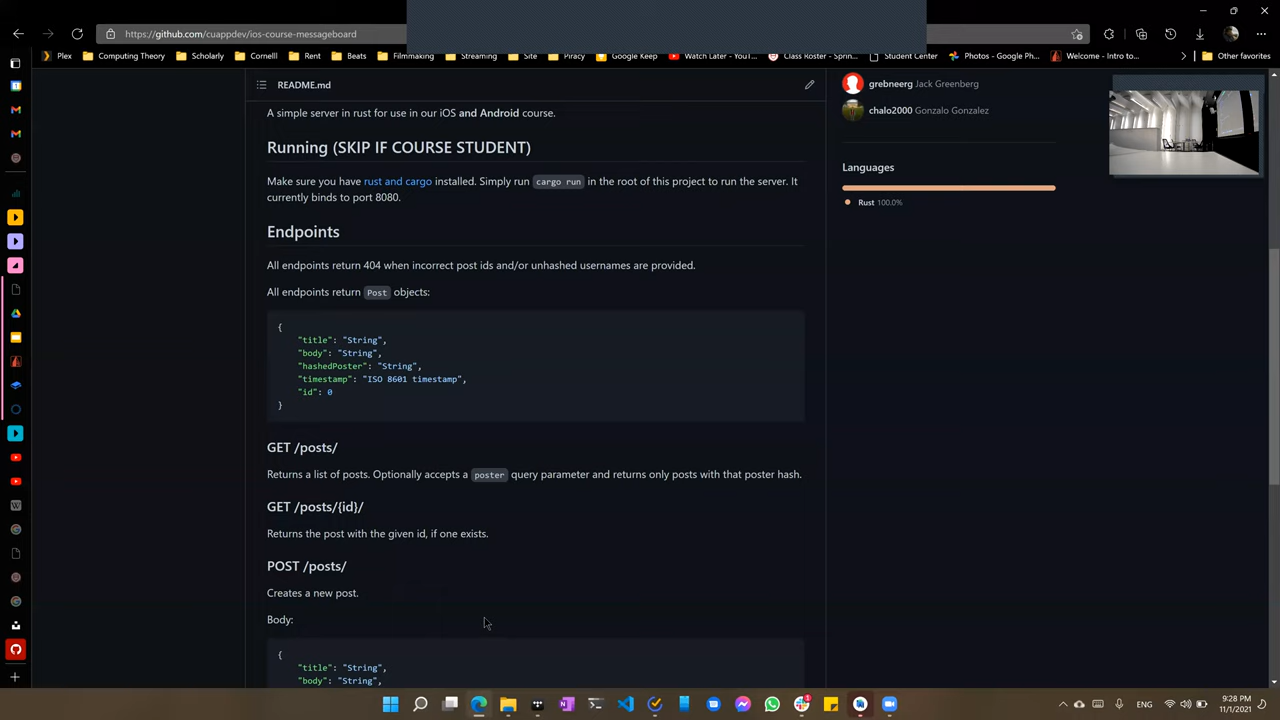 https://github.com/cuappdev/ios-course-messageboard
Plex
Computing Theory
Scholarly
Cornelll
Rent
Beats
Filmmaking
Streaming
Site
Piracy
Google Keep
Watch Later - YouT...
Class Roster - Sprin...
Student Center
Photos - Google Ph...
Welcome - Intro to...
Other favorites
README.md
A simple server in rust for use in our iOS and Android course.
Running (SKIP IF COURSE STUDENT)
Make sure you have rust and cargo installed. Simply run cargo run in the root of this project to run the server. It
currently binds to port 8080.
Endpoints
All endpoints return 404 when incorrect post ids and/or unhashed usernames are provided.
All endpoints return Post objects:
{
"title": "String",
"body": "String",
"hashedPoster": "String",
"timestamp": "ISO 8601 timestamp",
"id": 0
}
GET /posts/
Returns a list of posts. Optionally accepts a poster query parameter and returns only posts with that poster hash.
GET /posts/{id}/
Returns the post with the given id, if one exists.
POST /posts/
Creates a new post.
Body:
{
"title": "String",
"body": "String",
grebneerg Jack Greenberg
chalo2000 Gonzalo Gonzalez
Languages
Rust 100.0%
ENG
9:28 PM
11/1/2021